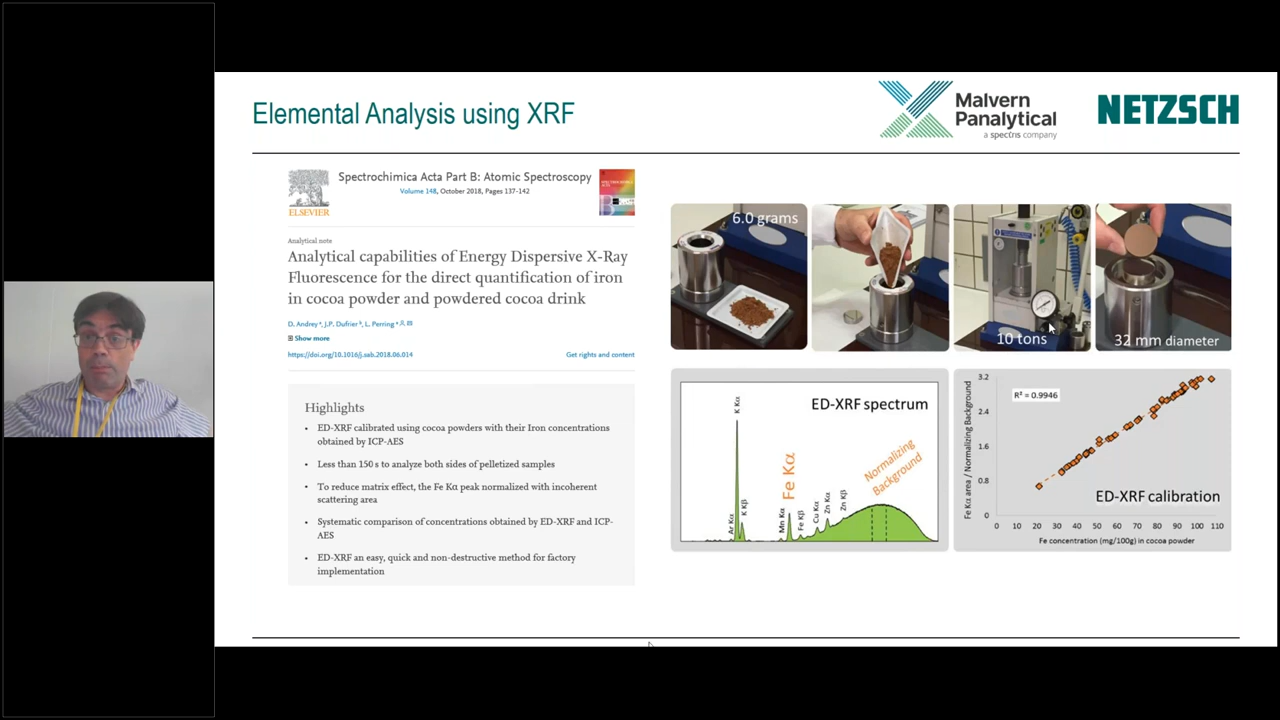 Elemental Analysis using XRF
Malvern
Panalytical
a spectris company
NETZSCH
ELSEVIER
Spectrochimica Acta Part B: Atomic Spectroscopy
Volume 148, October 2018, Pages 137-142
Analytical note
Analytical capabilities of Energy Dispersive X-Ray
Fluorescence for the direct quantification of iron
in cocoa powder and powdered cocoa drink
D. Andrey ª, J.P. Dufrier ᵇ, L. Perring ª
Show more
https://doi.org/10.1016/j.sab.2018.06.014
Get rights and content
Highlights
• ED-XRF calibrated using cocoa powders with their Iron concentrations
obtained by ICP-AES
• Less than 150 s to analyze both sides of pelletized samples
• To reduce matrix effect, the Fe Kα peak normalized with incoherent
scattering area
• Systematic comparison of concentrations obtained by ED-XRF and ICP-
AES
• ED-XRF an easy, quick and non-destructive method for factory
implementation
6.0 grams
10 tons
32 mm diameter
ED-XRF spectrum
Ar Kα
K Kα
K Kβ
Mn Kα
Fe Kα
Fe Kβ
Cu Kα
Zn Kα
Zn Kβ
Normalizing
Background
Fe Kα area / Normalizing Background
3.2
2.4
1.6
0.8
0
R² = 0.9946
ED-XRF calibration
0 10 20 30 40 50 60 70 80 90 100 110
Fe concentration (mg/100g) in cocoa powder